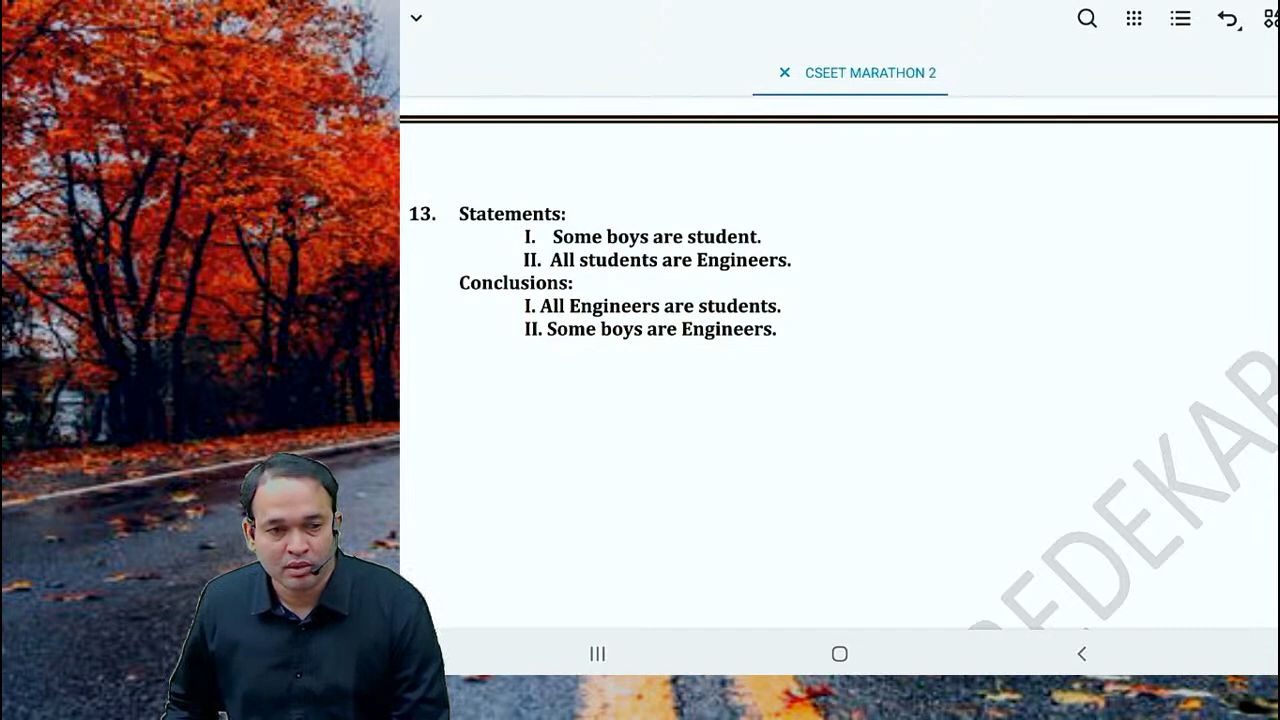 CSEET MARATHON 2
13. Statements:
I. Some boys are student.
II. All students are Engineers.
Conclusions:
I. All Engineers are students.
II. Some boys are Engineers.